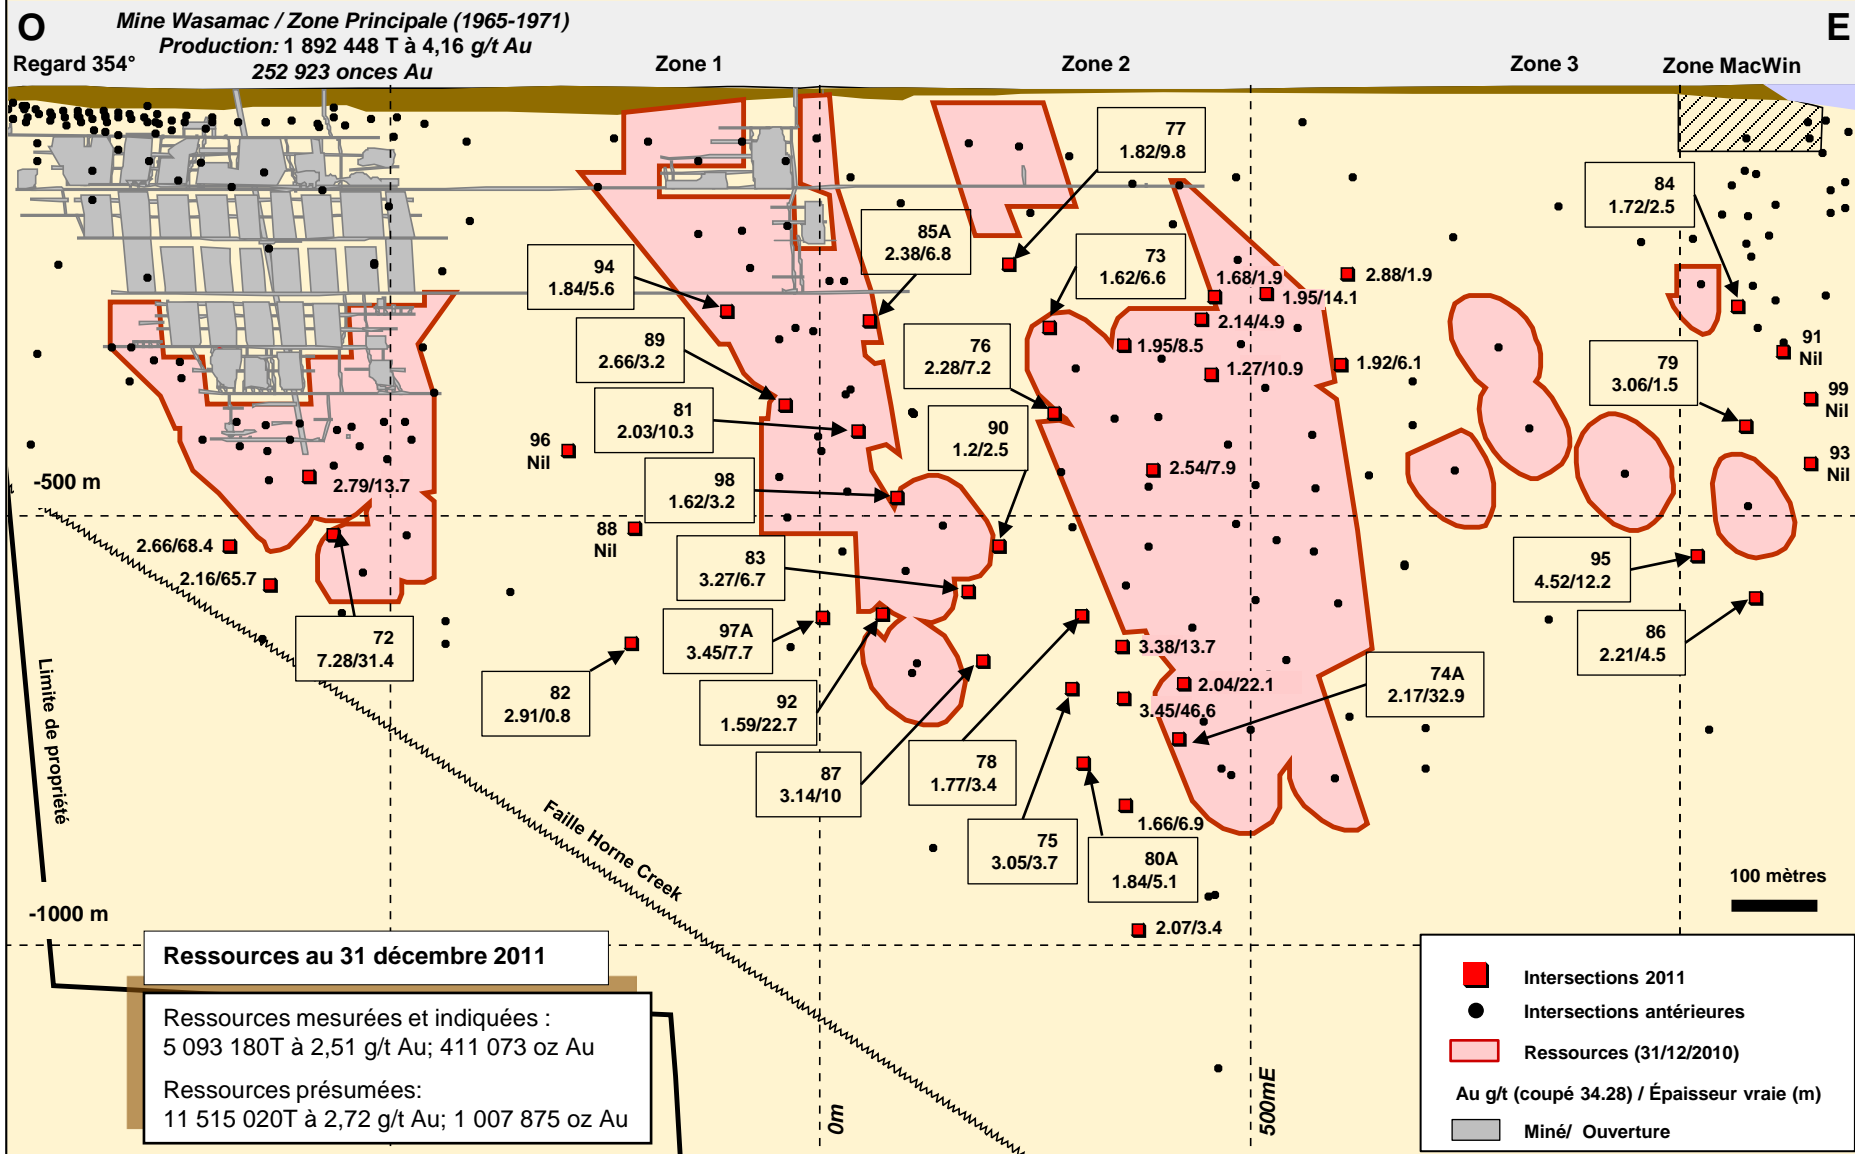 O
Mine Wasamac / Zone Principale (1965-1971)
Production: 1 892 448 T à 4,16 g/t Au
252 923 onces Au
E
Regard 354°
Zone 1
Zone 2
Zone 3
Zone MacWin
77
1.82/9.8
84
1.72/2.5
85A
2.38/6.8
73
1.62/6.6
94
1.84/5.6
1.68/1.9
2.88/1.9
1.95/14.1
2.14/4.9
89
2.66/3.2
76
2.28/7.2
1.95/8.5
1.27/10.9
1.92/6.1
91
Nil
79
3.06/1.5
99
Nil
81
2.03/10.3
90
1.2/2.5
96
Nil
93
Nil
-500 m
2.79/13.7
98
1.62/3.2
2.54/7.9
88
Nil
2.66/68.4
2.16/65.7
83
3.27/6.7
95
4.52/12.2
72
7.28/31.4
97A
3.45/7.7
86
2.21/4.5
3.38/13.7
74A
2.17/32.9
82
2.91/0.8
92
1.59/22.7
2.04/22.1
3.45/46.6
Limite de propriété
87
3.14/10
78
1.77/3.4
Faille Horne Creek
75
3.05/3.7
1.66/6.9
80A
1.84/5.1
100 mètres
-1000 m
2.07/3.4
Ressources au 31 décembre 2011
Ressources mesurées et indiquées :
5 093 180T à 2,51 g/t Au; 411 073 oz Au
Ressources présumées:
11 515 020T à 2,72 g/t Au; 1 007 875 oz Au
0m
500mE
Intersections 2011
Intersections antérieures
Ressources (31/12/2010)
Au g/t (coupé 34.28) / Épaisseur vraie (m)
Miné/ Ouverture